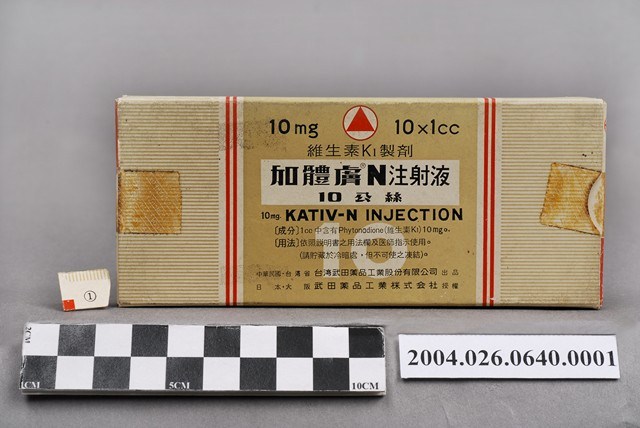 10mg 10×1cc
維生素K1製劑
加體膚®N注射液
10公絲
10mg. KATIV-N INJECTION
〔成分〕1cc中含有Phytonadione(維生素K1)10mg。
〔用法〕依照說明書之用法欄及医師指示使用。
(請貯藏於冷暗處,但不可使之凍結)。
中華民國・台灣省 台湾武田薬品工業股份有限公司 出品
日本・大阪 武田薬品工業株式会社 授權
①
1CM 5CM 10CM
2004.026.0640.0001